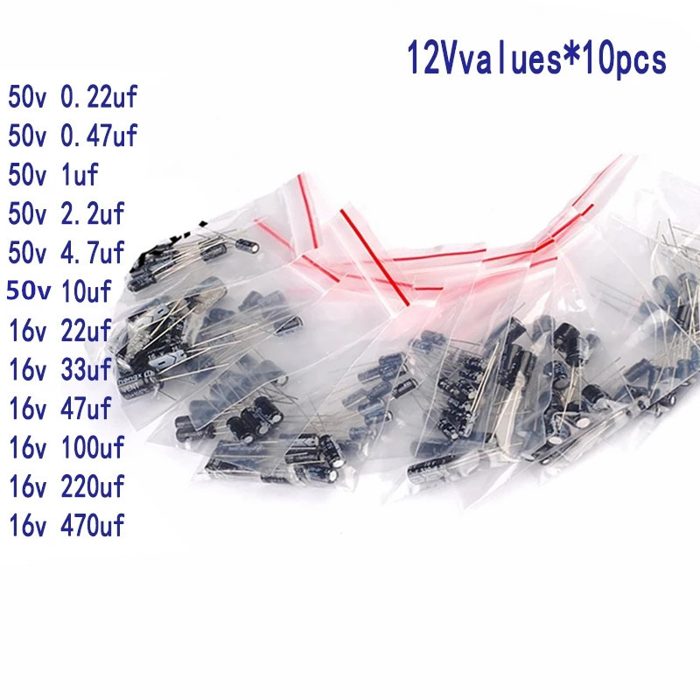 12Vvalues*10pcs
50v 0.22uf
50v 0.47uf
50v 1uf
50v 2.2uf
50v 4.7uf
50v 10uf
16v 22uf
16v 33uf
16v 47uf
16v 100uf
16v 220uf
16v 470uf